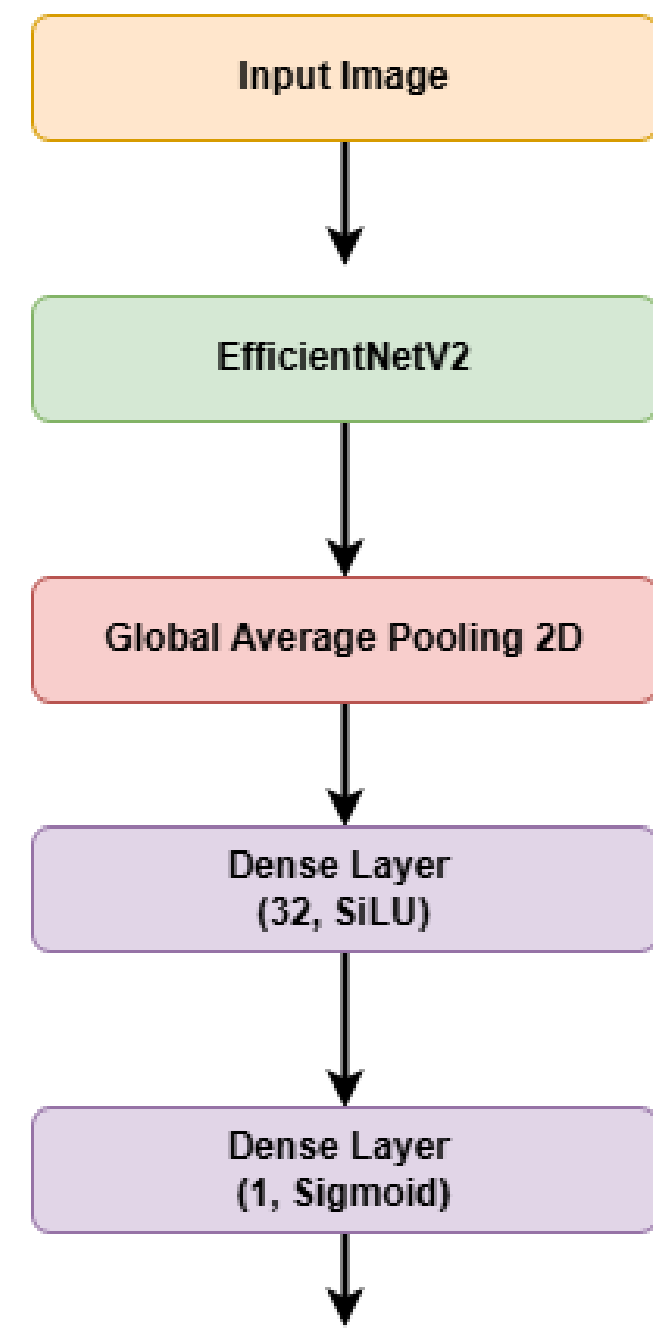 Input Image
EfficientNetV2
Global Average Pooling 2D
Dense Layer
(32, SiLU)
Dense Layer
(1, Sigmoid)